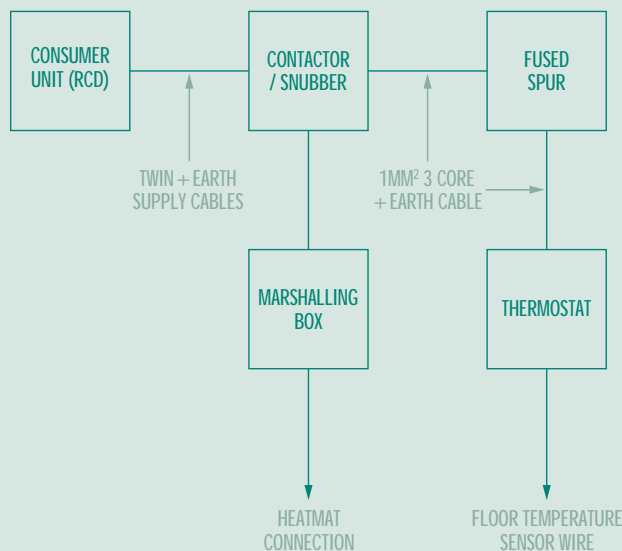 CONSUMER
UNIT (RCD)
CONTACTOR
/ SNUBBER
FUSED
SPUR
TWIN + EARTH
SUPPLY CABLES
1MM² 3 CORE
+ EARTH CABLE
MARSHALLING
BOX
THERMOSTAT
HEATMAT
CONNECTION
FLOOR TEMPERATURE
SENSOR WIRE